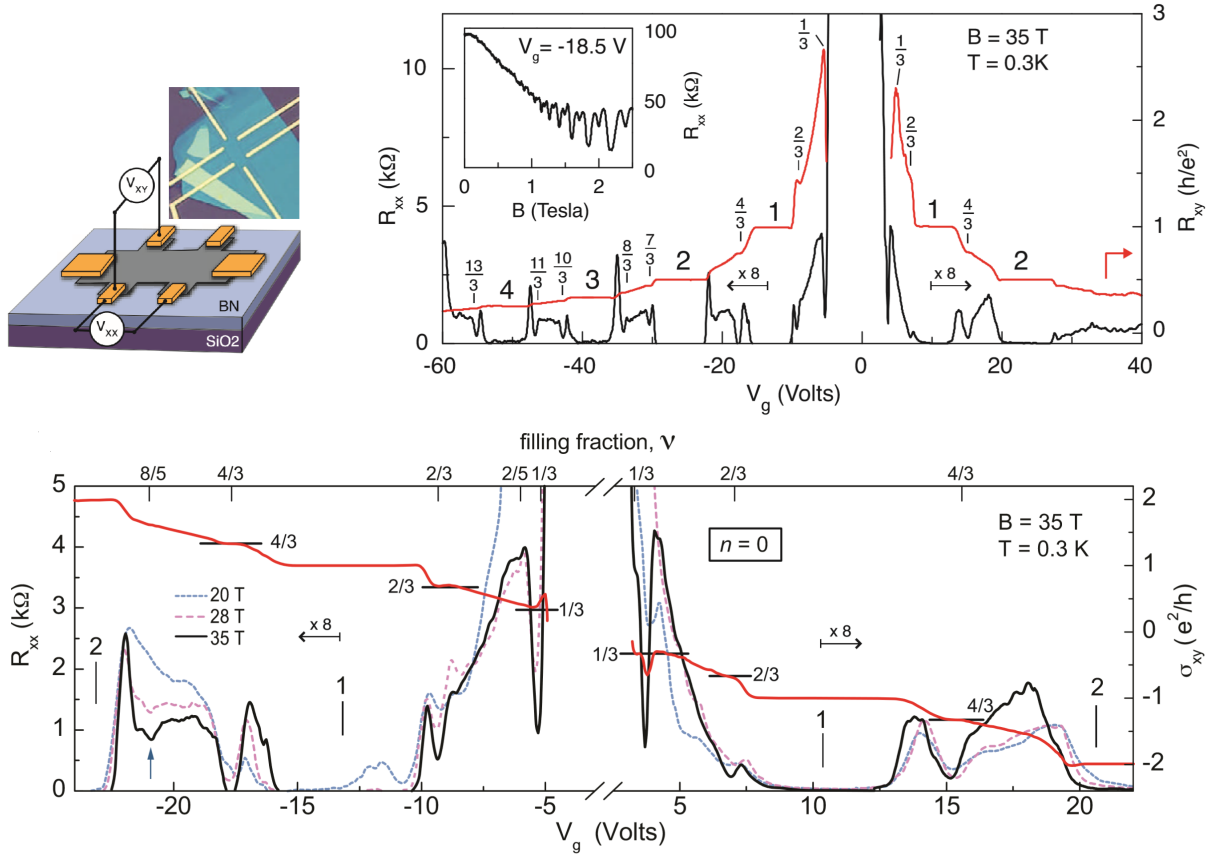 V_XY
BN
V_XX
SiO2
R_xx (kΩ)
10
5
0
V_g = -18.5 V
100
50
0
R_xx (kΩ)
0
1
2
B (Tesla)
1/3
1/3
B = 35 T
T = 0.3K
2/3
2/3
4/3
1
1
4/3
13/3
4
11/3
10/3
3
8/3
7/3
2
x 8
x 8
2
3
2
1
0
R_xy (h/e²)
-60
-40
-20
0
20
40
V_g (Volts)
filling fraction, ν
8/5
4/3
2/3
2/5
1/3
1/3
2/3
4/3
R_xx (kΩ)
5
4
3
2
1
0
4/3
2/3
1/3
20 T
28 T
35 T
x 8
2
1
n = 0
B = 35 T
T = 0.3 K
1/3
2/3
x 8
4/3
1
2
2
1
0
-1
-2
σ_xy (e²/h)
-20
-15
-10
-5
5
10
15
20
V_g (Volts)